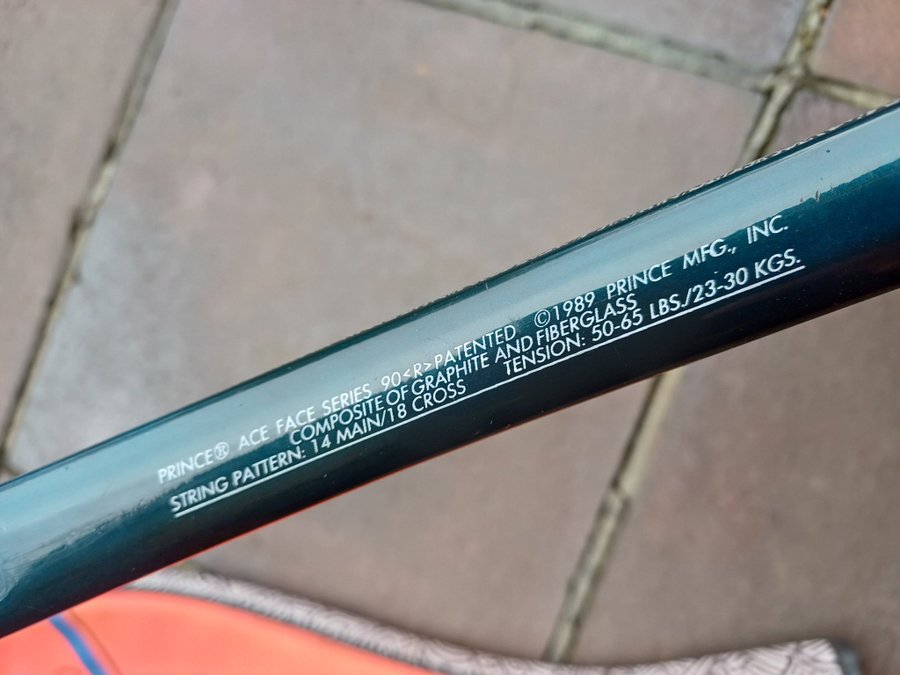 PRINCE® ACE FACE SERIES 90<R>PATENTED ©1989 PRINCE MFG., INC.
COMPOSITE OF GRAPHITE AND FIBERGLASS
STRING PATTERN: 14 MAIN/18 CROSS TENSION: 50-65 LBS./23-30 KGS.